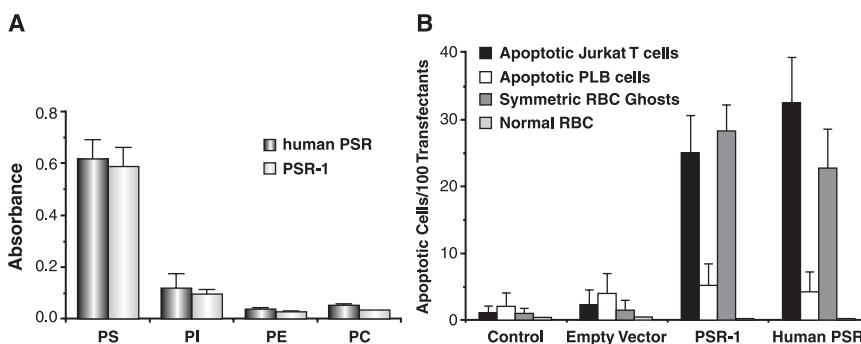 A
Absorbance
0.8
0.6
0.4
0.2
0.0
human PSR
PSR-1
PS
PI
PE
PC
B
Apoptotic Cells/100 Transfectants
40
30
20
10
0
Apoptotic Jurkat T cells
Apoptotic PLB cells
Symmetric RBC Ghosts
Normal RBC
Control
Empty Vector
PSR-1
Human PSR